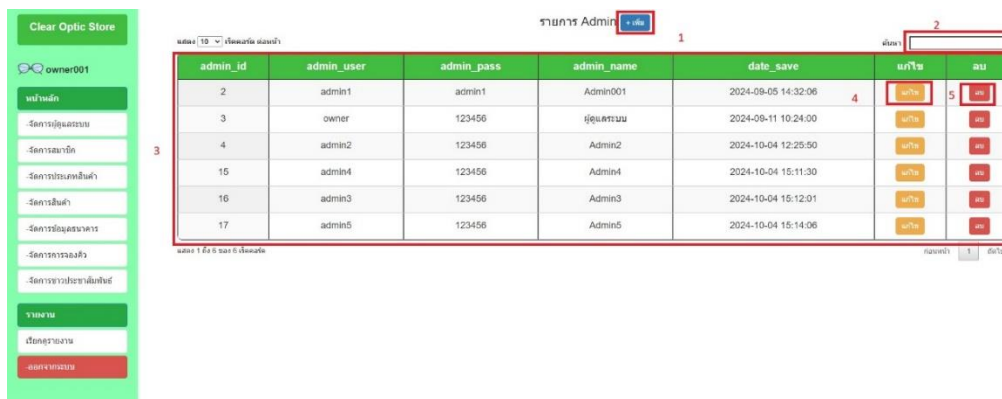 Clear Optic Store
owner001
หน้าหลัก
-จัดการผู้ดูแลระบบ
-จัดการสมาชิก
-จัดการประเภทสินค้า
-จัดการสินค้า
-จัดการข้อมูลธนาคาร
-จัดการการจองคิว
-จัดการข่าวประชาสัมพันธ์
รายงาน
เรียกดูรายงาน
-ออกจากระบบ
รายการ Admin + เพิ่ม
1
2
แสดง 10 เร็คคอร์ด ต่อหน้า
ค้นหา
3
admin_id admin_user admin_pass admin_name date_save แก้ไข ลบ
2 admin1 admin1 Admin001 2024-09-05 14:32:06 4 แก้ไข 5 ลบ
3 owner 123456 ผู้ดูแลระบบ 2024-09-11 10:24:00 แก้ไข ลบ
4 admin2 123456 Admin2 2024-10-04 12:25:50 แก้ไข ลบ
15 admin4 123456 Admin4 2024-10-04 15:11:30 แก้ไข ลบ
16 admin3 123456 Admin3 2024-10-04 15:12:01 แก้ไข ลบ
17 admin5 123456 Admin5 2024-10-04 15:14:06 แก้ไข ลบ
แสดง 1 ถึง 6 ของ 6 เร็คคอร์ด
ก่อนหน้า 1